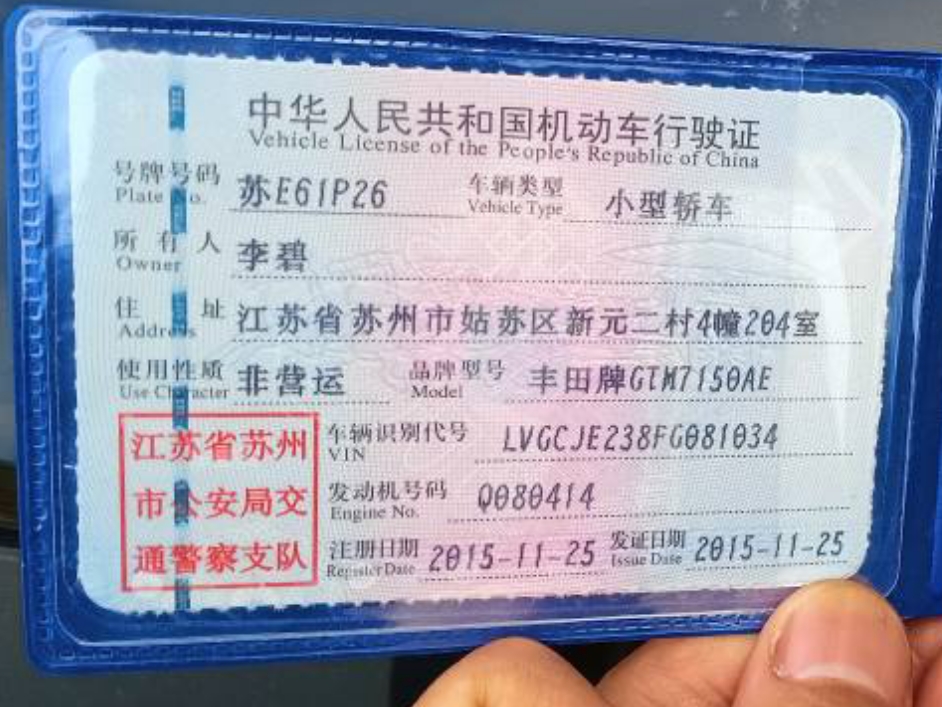 中华人民共和国机动车行驶证
Vehicle License of the People's Republic of China
号牌号码 苏E61P26 车辆类型 小型轿车
Plate No. Vehicle Type
所有人 李碧
Owner
住址 江苏省苏州市姑苏区新元二村4幢204室
Address
使用性质 非营运 品牌型号 丰田牌GTM7150AE
Use Character Model
江苏省苏州 车辆识别代号 LVGCJE238FG081034
VIN
市公安局交 发动机号码 Q080414
Engine No.
通警察支队 注册日期 2015-11-25 发证日期 2015-11-25
Register Date Issue Date